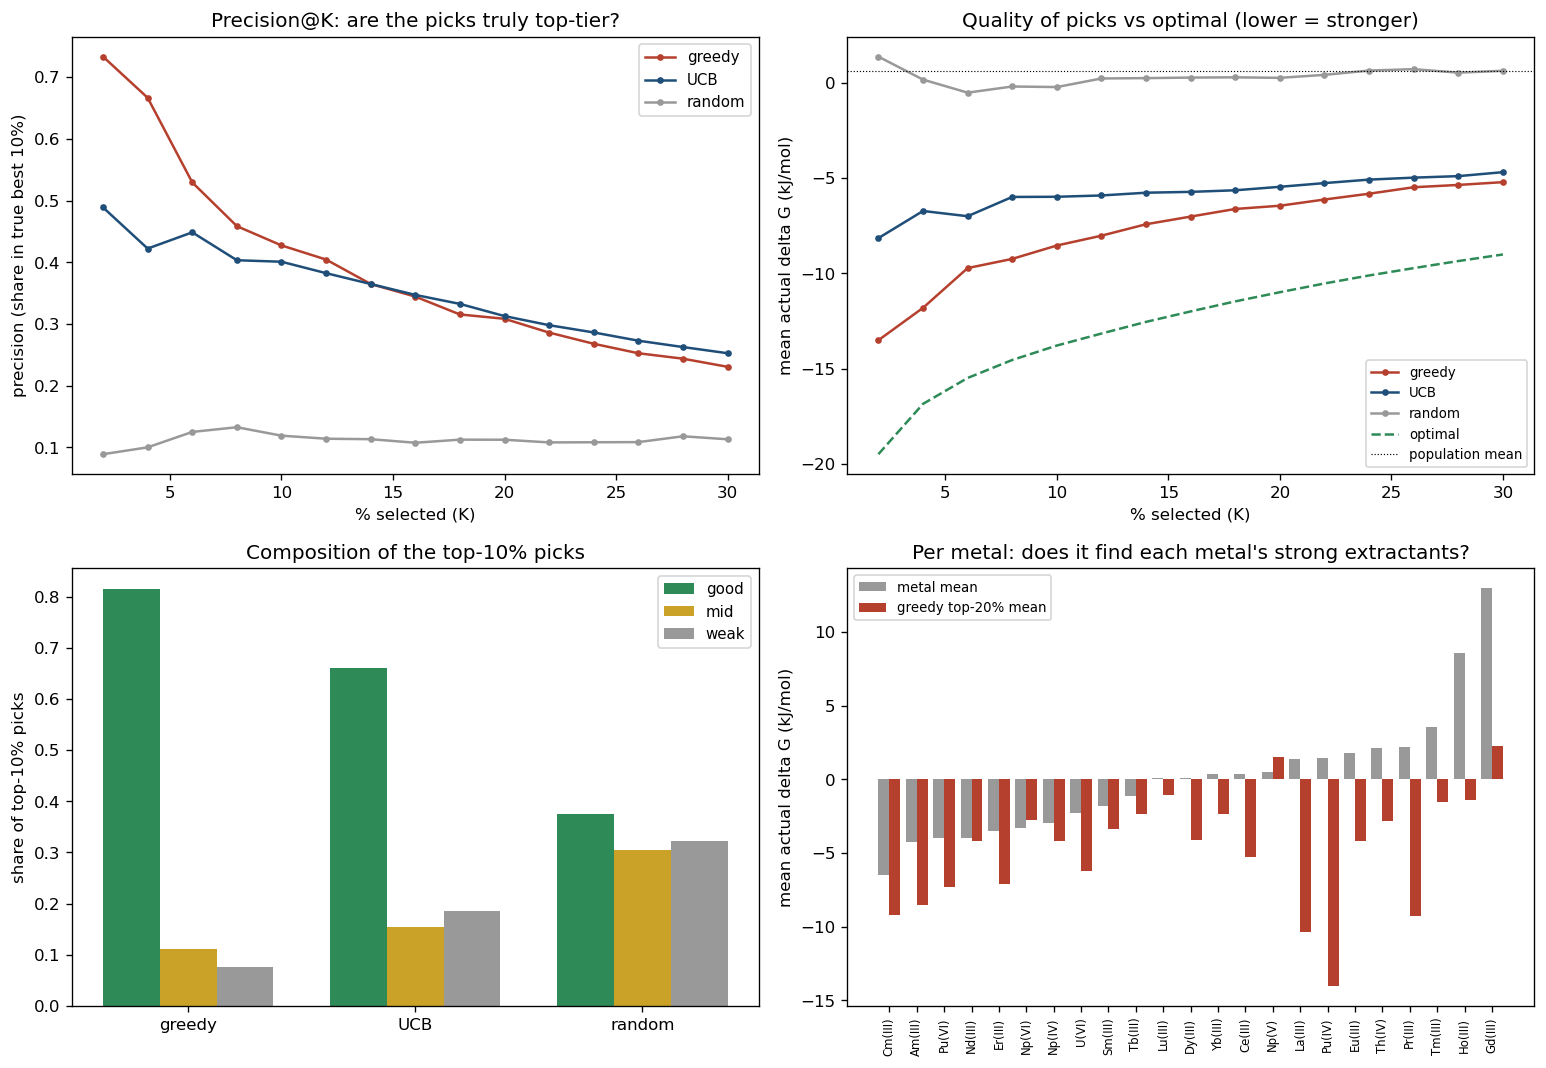 Precision@K: are the picks truly top-tier?
precision (share in true best 10%)
0.7
0.6
0.5
0.4
0.3
0.2
0.1
greedy
UCB
random
5
10
15
20
25
30
% selected (K)
Quality of picks vs optimal (lower = stronger)
mean actual delta G (kJ/mol)
0
−5
−10
−15
−20
greedy
UCB
random
optimal
population mean
5
10
15
20
25
30
% selected (K)
Composition of the top-10% picks
share of top-10% picks
0.8
0.7
0.6
0.5
0.4
0.3
0.2
0.1
0.0
good
mid
weak
greedy
UCB
random
Per metal: does it find each metal's strong extractants?
mean actual delta G (kJ/mol)
10
5
0
−5
−10
−15
metal mean
greedy top-20% mean
Cm(III)
Am(III)
Pu(VI)
Nd(III)
Er(III)
Np(VI)
Np(IV)
U(VI)
Sm(III)
Tb(III)
Lu(III)
Dy(III)
Yb(III)
Ce(III)
Np(V)
La(III)
Pu(IV)
Eu(III)
Th(IV)
Pr(III)
Tm(III)
Ho(III)
Gd(III)